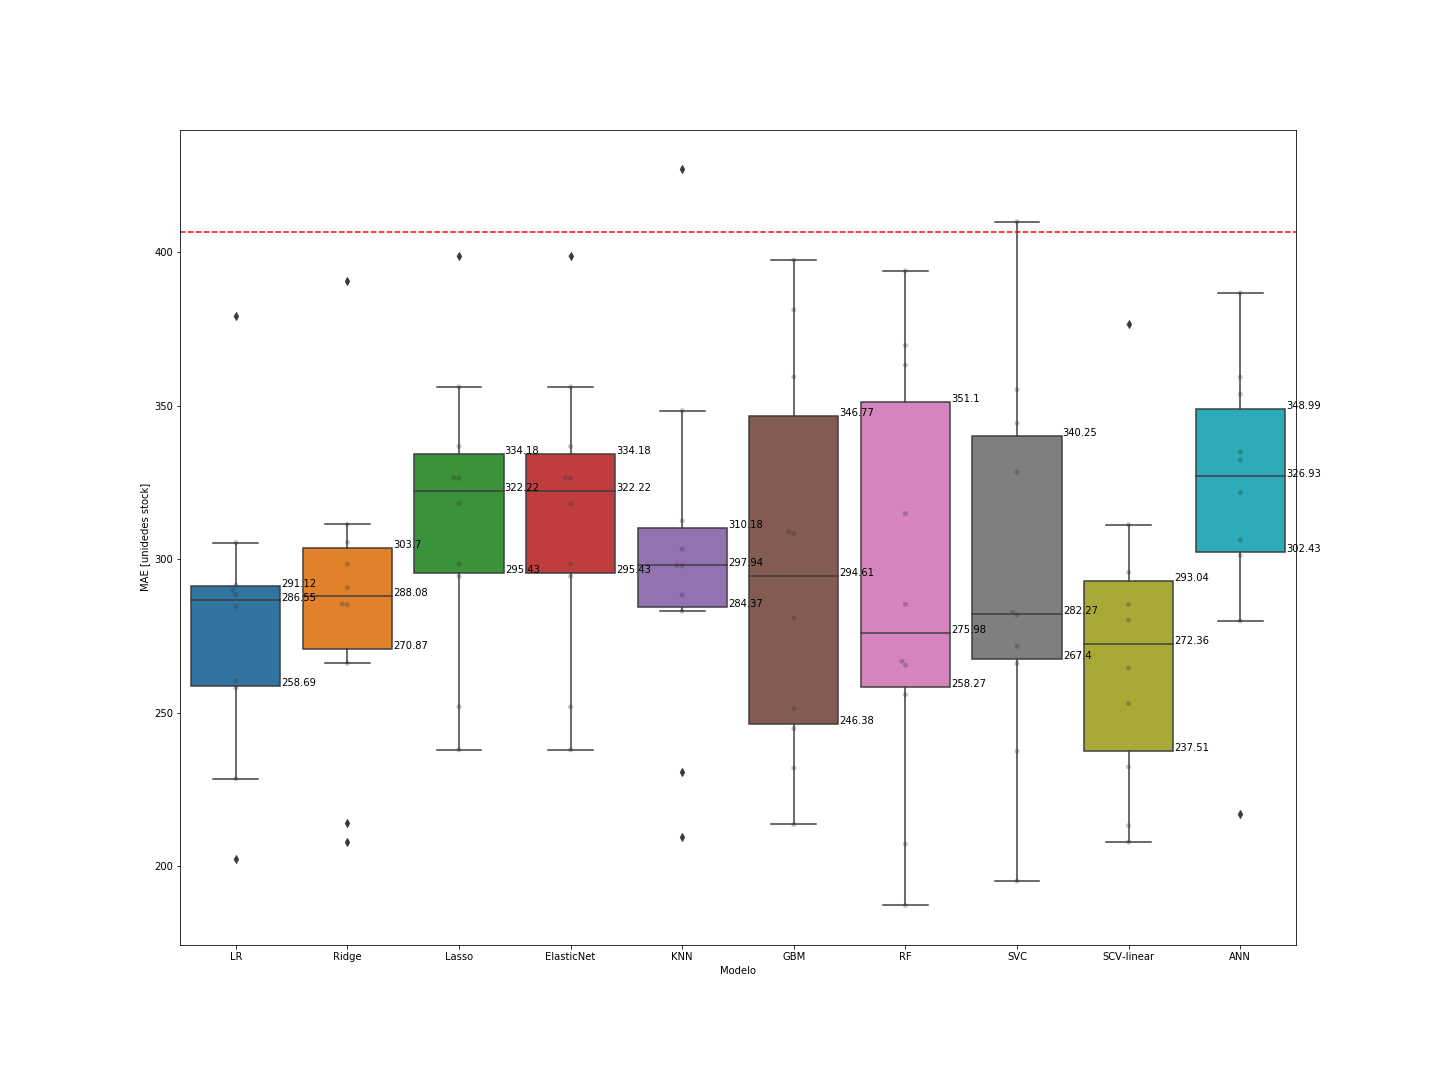 MAE [unidedes stock]
400
350
300
250
200
291.12
286.55
258.69
303.7
288.08
270.87
334.18
322.22
295.43
334.18
322.22
295.43
310.18
297.94
284.37
346.77
294.61
246.38
351.1
275.98
258.27
340.25
282.27
267.4
293.04
272.36
237.51
348.99
326.93
302.43
LR
Ridge
Lasso
ElasticNet
KNN
GBM
RF
SVC
SCV-linear
ANN
Modelo